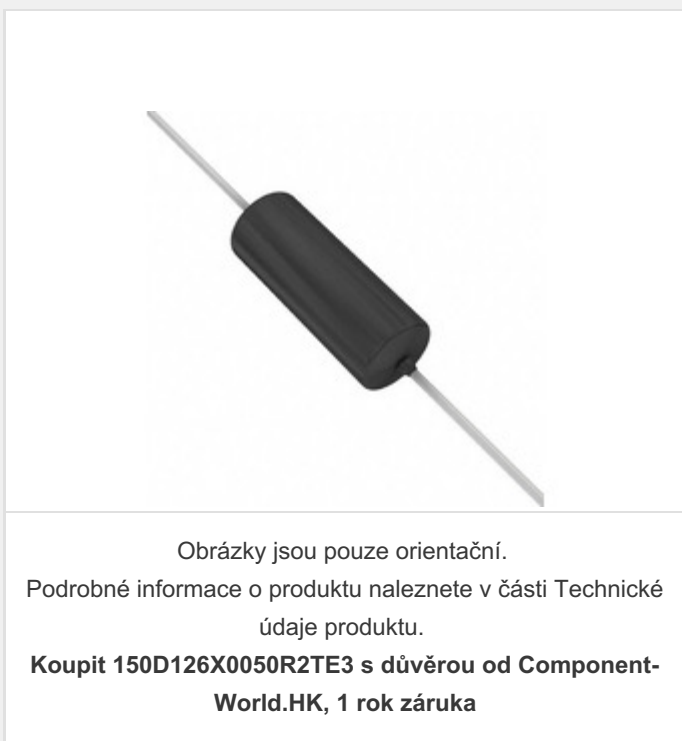 Obrázky jsou pouze orientační.
Podrobné informace o produktu naleznete v části Technické
údaje produktu.
Koupit 150D126X0050R2TE3 s důvěrou od Component-
World.HK, 1 rok záruka